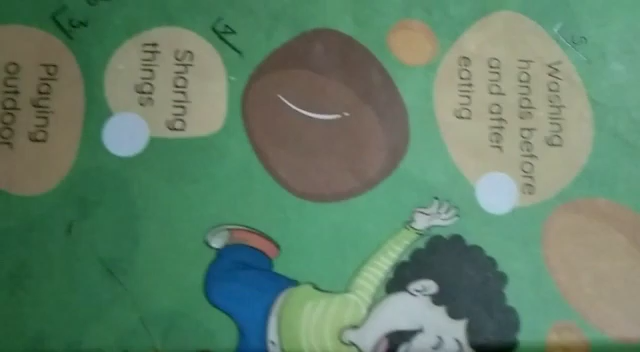 Washing
hands before
and after
eating
Sharing
things
Playing
outdoor